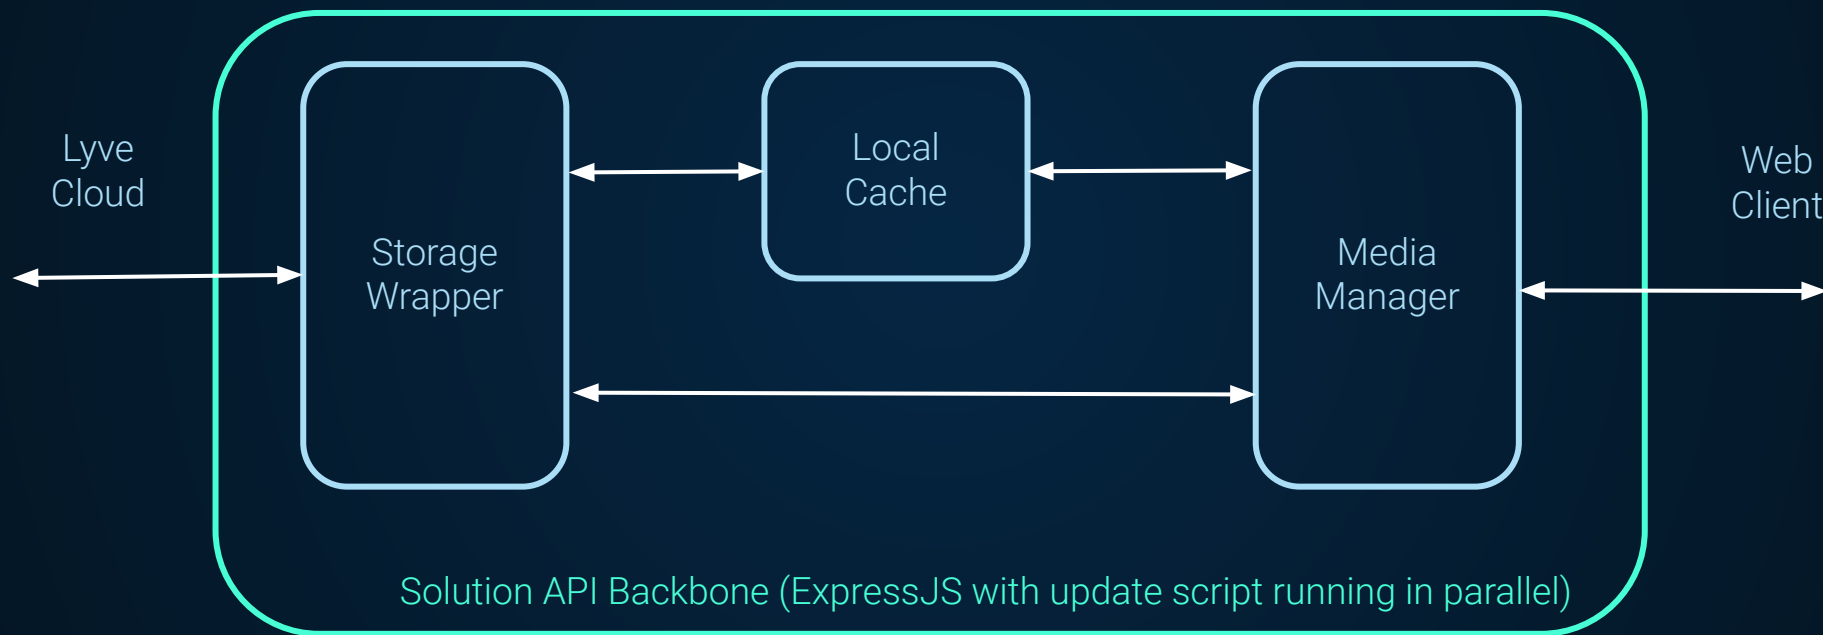 Lyve
Cloud
Storage
Wrapper
Local
Cache
Media
Manager
Web
Client
Solution API Backbone (ExpressJS with update script running in parallel)